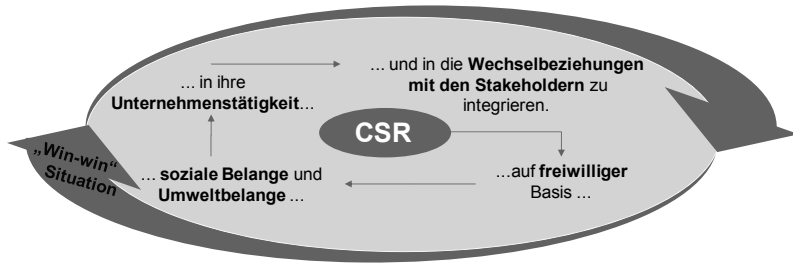 ... in ihre
Unternehmenstätigkeit...
... und in die Wechselbeziehungen
mit den Stakeholdern zu
integrieren.
CSR
„Win-win“
Situation
... soziale Belange und
Umweltbelange ...
...auf freiwilliger
Basis ...